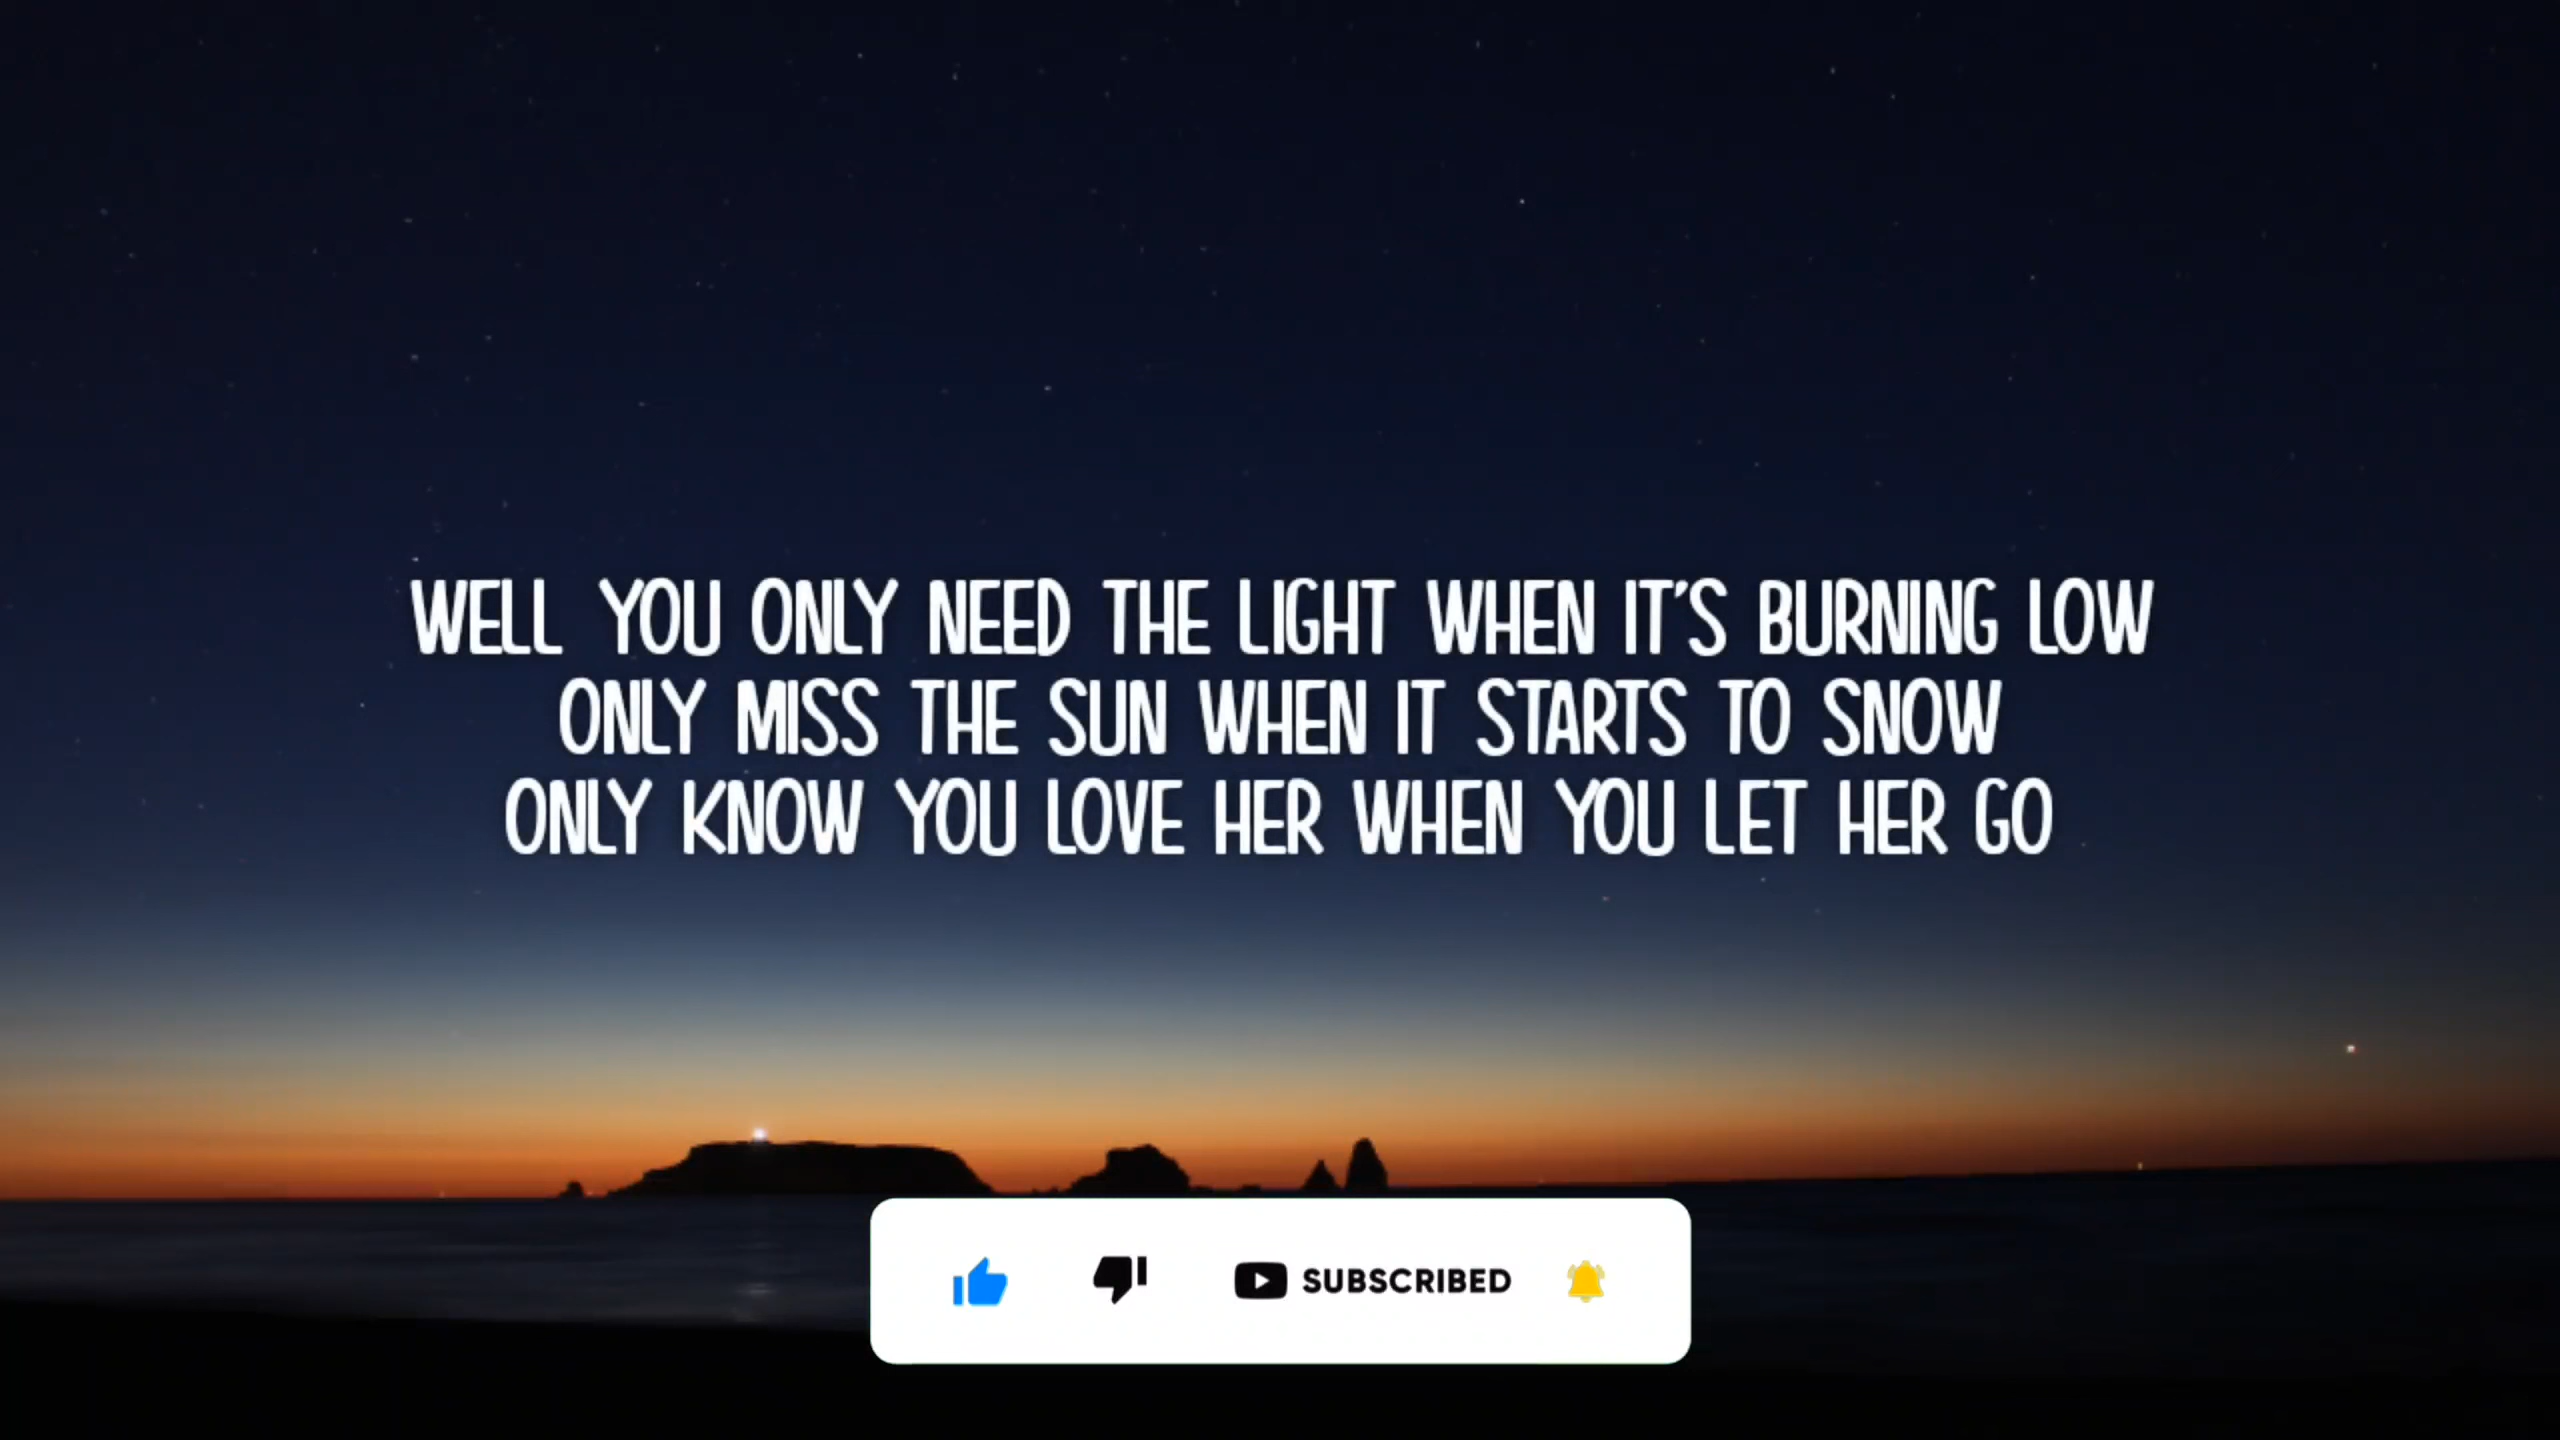 WELL YOU ONLY NEED THE LIGHT WHEN IT'S BURNING LOW
ONLY MISS THE SUN WHEN IT STARTS TO SNOW
ONLY KNOW YOU LOVE HER WHEN YOU LET HER GO
SUBSCRIBED